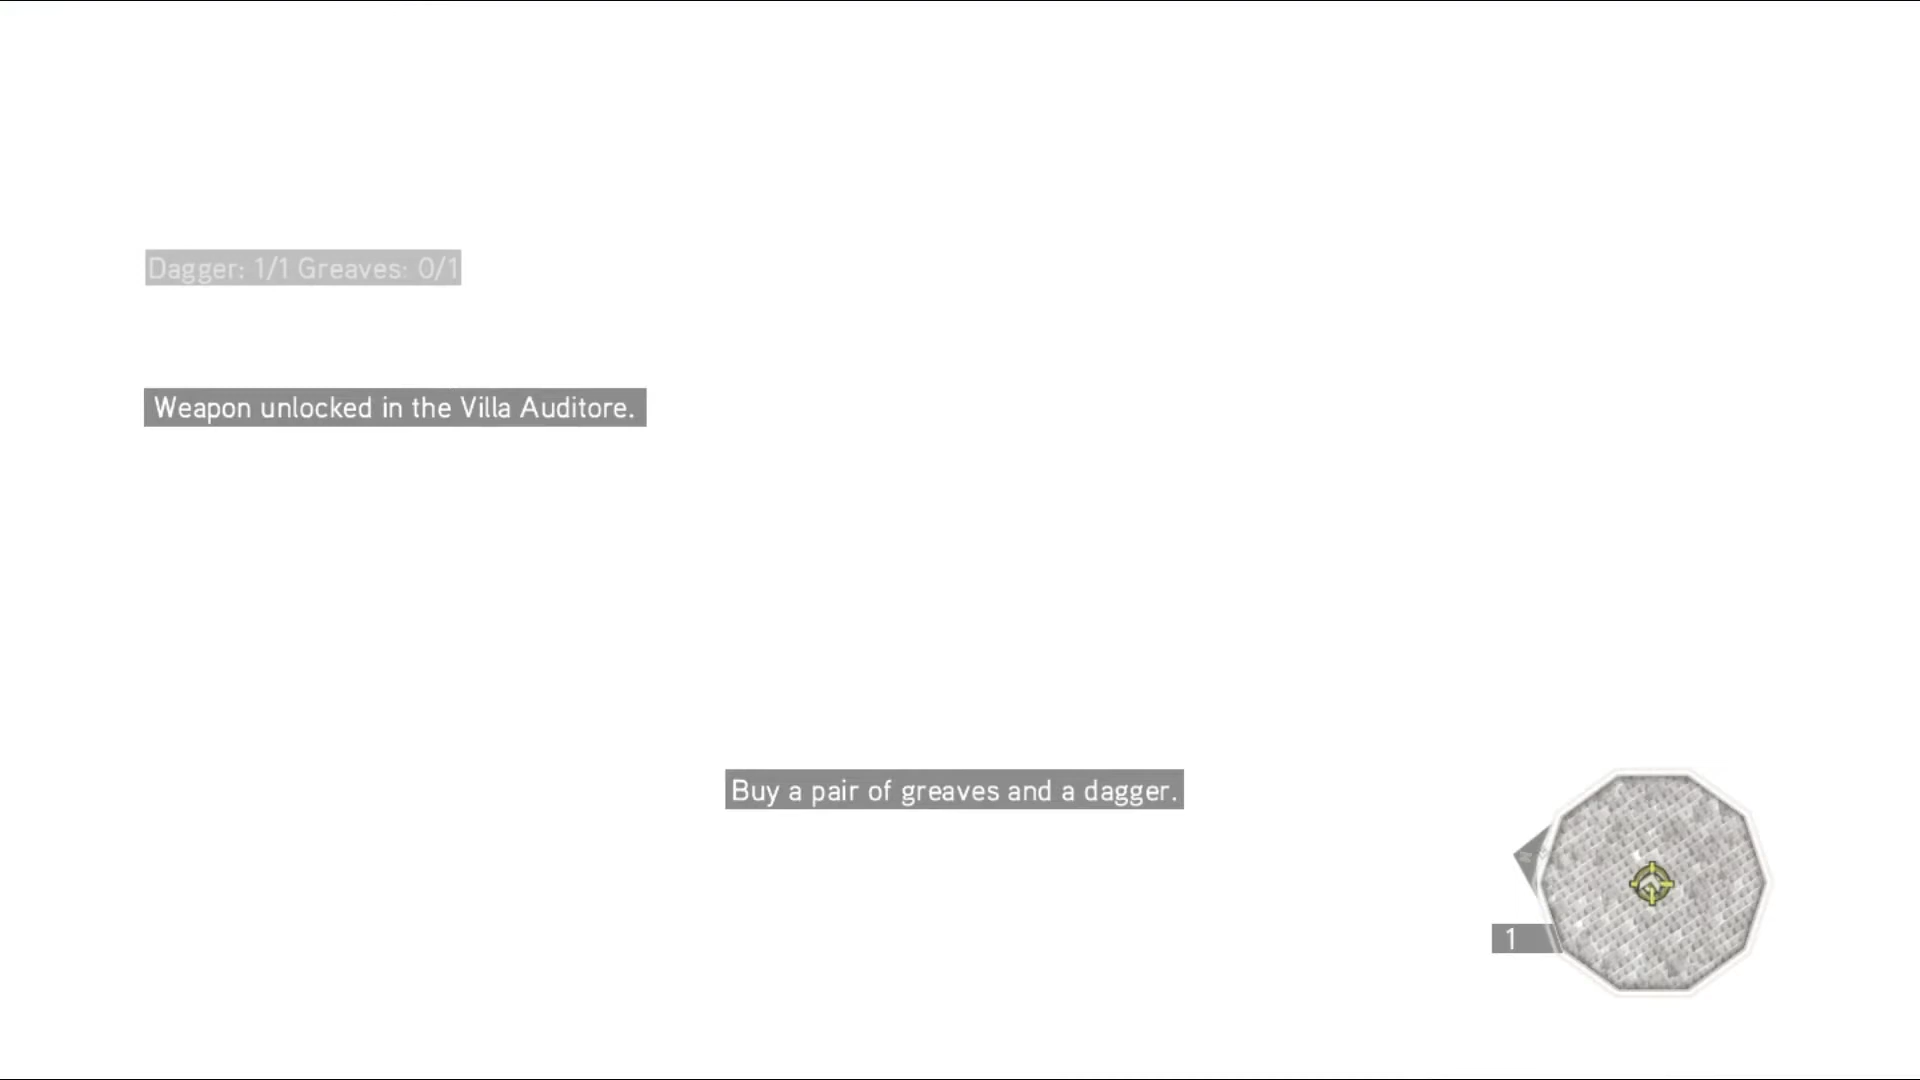 Dagger: 1/1 Greaves: 0/1
Weapon unlocked in the Villa Auditore.
Buy a pair of greaves and a dagger.
1